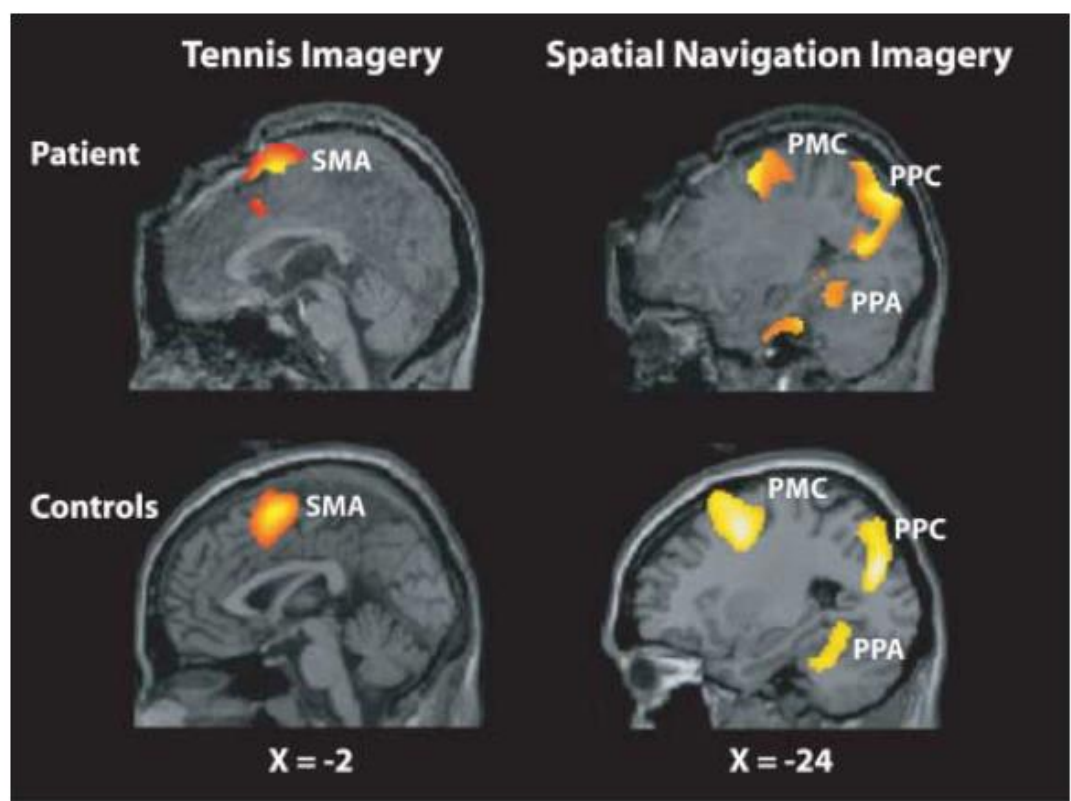 Tennis Imagery
Spatial Navigation Imagery
Patient
SMA
PMC
PPC
PPA
Controls
SMA
PMC
PPC
PPA
X = -2
X = -24